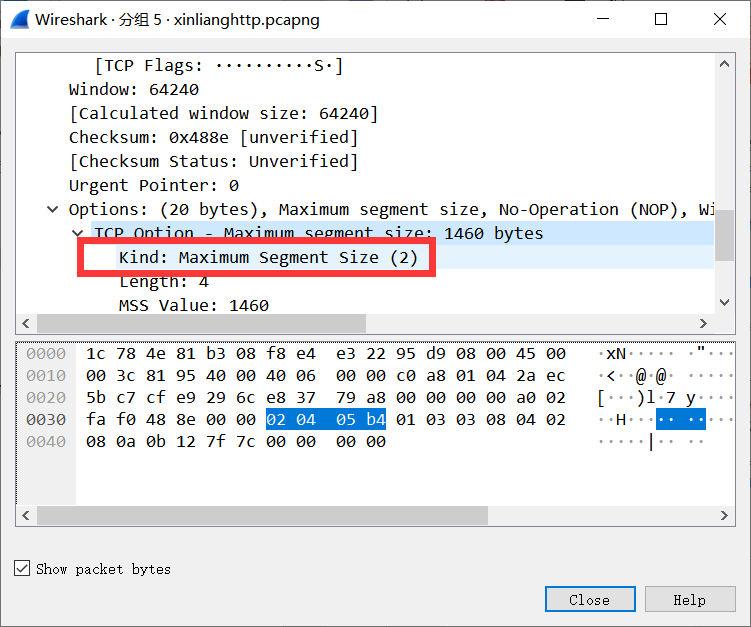 Wireshark · 分组 5 · xinlianghttp.pcapng
[TCP Flags: ··········S·]
Window: 64240
[Calculated window size: 64240]
Checksum: 0x488e [unverified]
[Checksum Status: Unverified]
Urgent Pointer: 0
Options: (20 bytes), Maximum segment size, No-Operation (NOP), Wi
TCP Option - Maximum segment size: 1460 bytes
Kind: Maximum Segment Size (2)
Length: 4
MSS Value: 1460
0000 1c 78 4e 81 b3 08 f8 e4 e3 22 95 d9 08 00 45 00 ·xN····· ·"····E·
0010 00 3c 81 95 40 00 40 06 00 00 c0 a8 01 04 2a ec ·<··@·@· ······*·
0020 5b c7 cf e9 29 6c e8 37 79 a8 00 00 00 00 a0 02 [···)l·7 y·······
0030 fa f0 48 8e 00 00 02 04 05 b4 01 03 03 08 04 02 ··H····· ········
0040 08 0a 0b 12 7f 7c 00 00 00 00 ·····|·· ··
Show packet bytes
Close Help